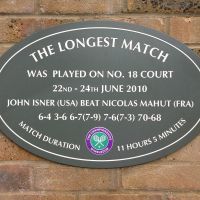 THE LONGEST MATCH
WAS PLAYED ON NO. 18 COURT
22ND - 24TH JUNE 2010
JOHN ISNER (USA) BEAT NICOLAS MAHUT (FRA)
6-4 3-6 6-7(7-9) 7-6(7-3) 70-68
MATCH DURATION
11 HOURS 5 MINUTES